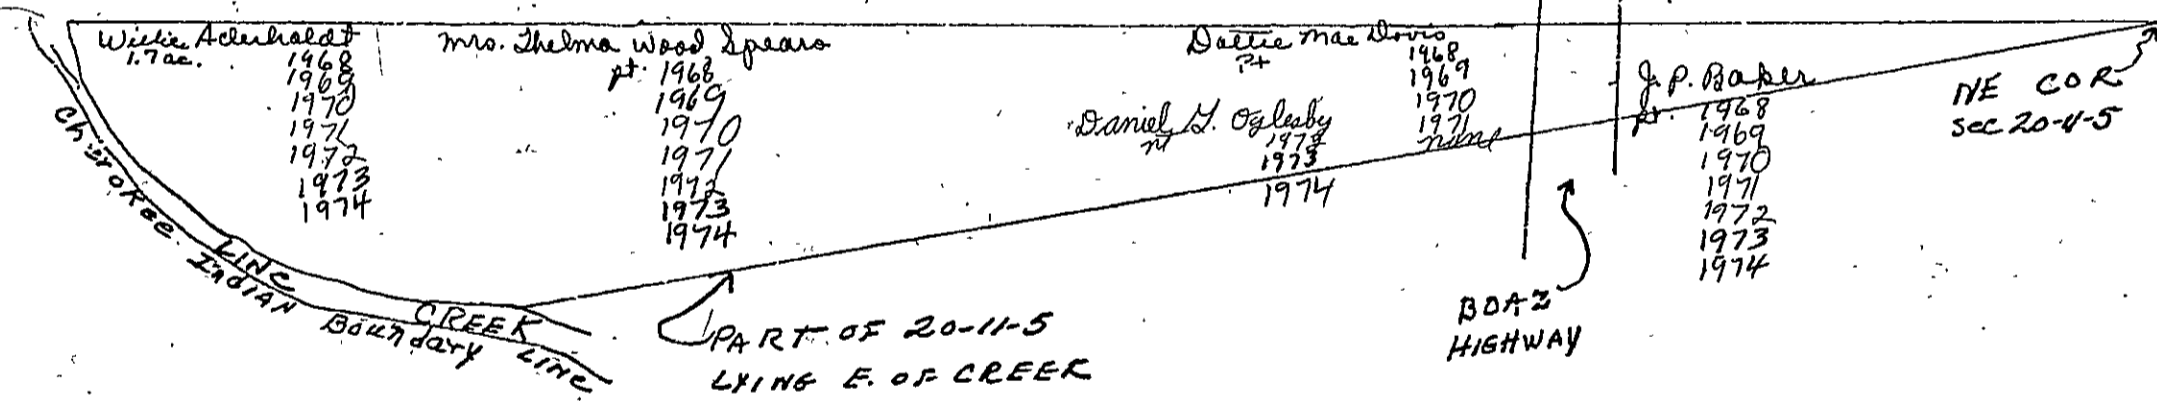 Willie Aderholdt
1.7 ac.
1968
1969
1970
1971
1972
1973
1974
Mrs. Thelma Wood Spears
pt. 1968
1969
1970
1971
1972
1973
1974
Dottie Mae Davis
Pt
1968
1969
1970
1971
none
Daniel G. Oglesby
pt
1972
1973
1974
J. P. Baker
pt. 1968
1969
1970
1971
1972
1973
1974
NE COR
SEC 20-11-5
Cherokee Indian Boundary LINE
LINE CREEK
PART OF 20-11-5
LYING E. OF CREEK
BOAZ
HIGHWAY